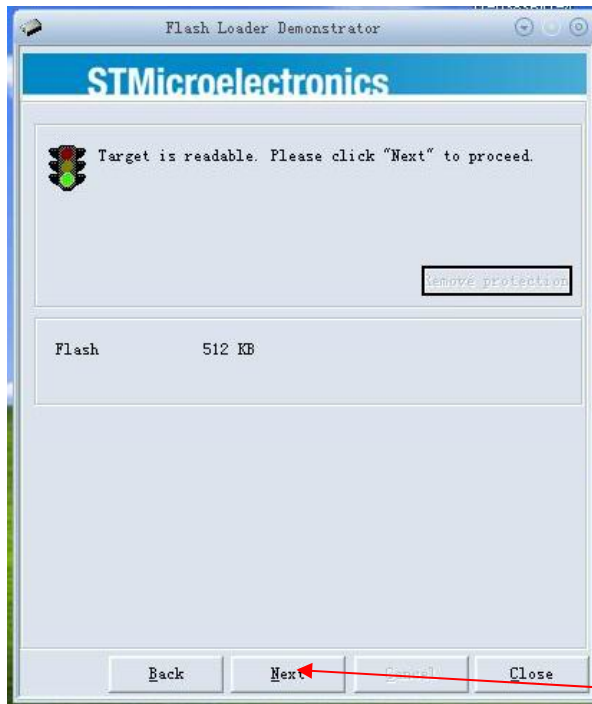 Flash Loader Demonstrator
STMicroelectronics
Target is readable. Please click "Next" to proceed.
Remove protection
Flash 512 KB
Back Next Cancel Close